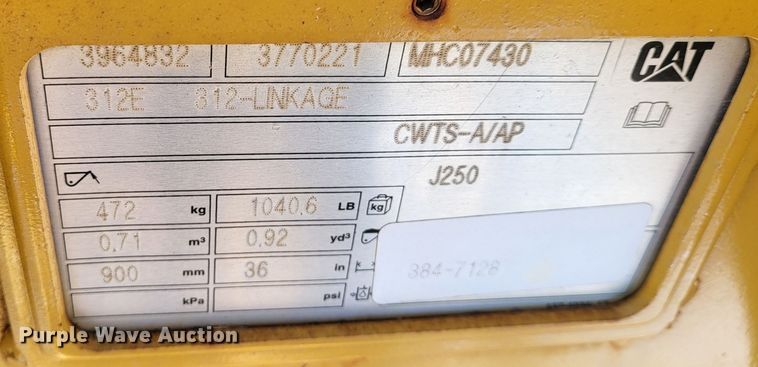 3964832 3770221 MHC07430 CAT
312E 312-LINKAGE
CWTS-A/AP
J250
472 kg 1040.6 LB kg
0.71 m³ 0.92 yd³
900 mm 36 in 384-7128
kPa psi
Purple Wave Auction